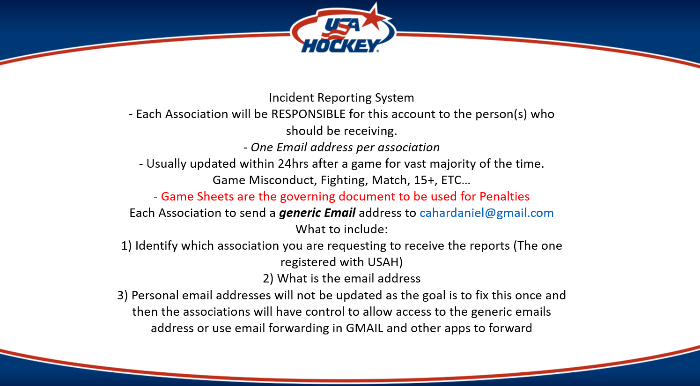 USA
HOCKEY
Incident Reporting System
- Each Association will be RESPONSIBLE for this account to the person(s) who
should be receiving.
- One Email address per association
- Usually updated within 24hrs after a game for vast majority of the time.
Game Misconduct, Fighting, Match, 15+, ETC...
- Game Sheets are the governing document to be used for Penalties
Each Association to send a generic Email address to cahardaniel@gmail.com
What to include:
1) Identify which association you are requesting to receive the reports (The one
registered with USAH)
2) What is the email address
3) Personal email addresses will not be updated as the goal is to fix this once and
then the associations will have control to allow access to the generic emails
address or use email forwarding in GMAIL and other apps to forward